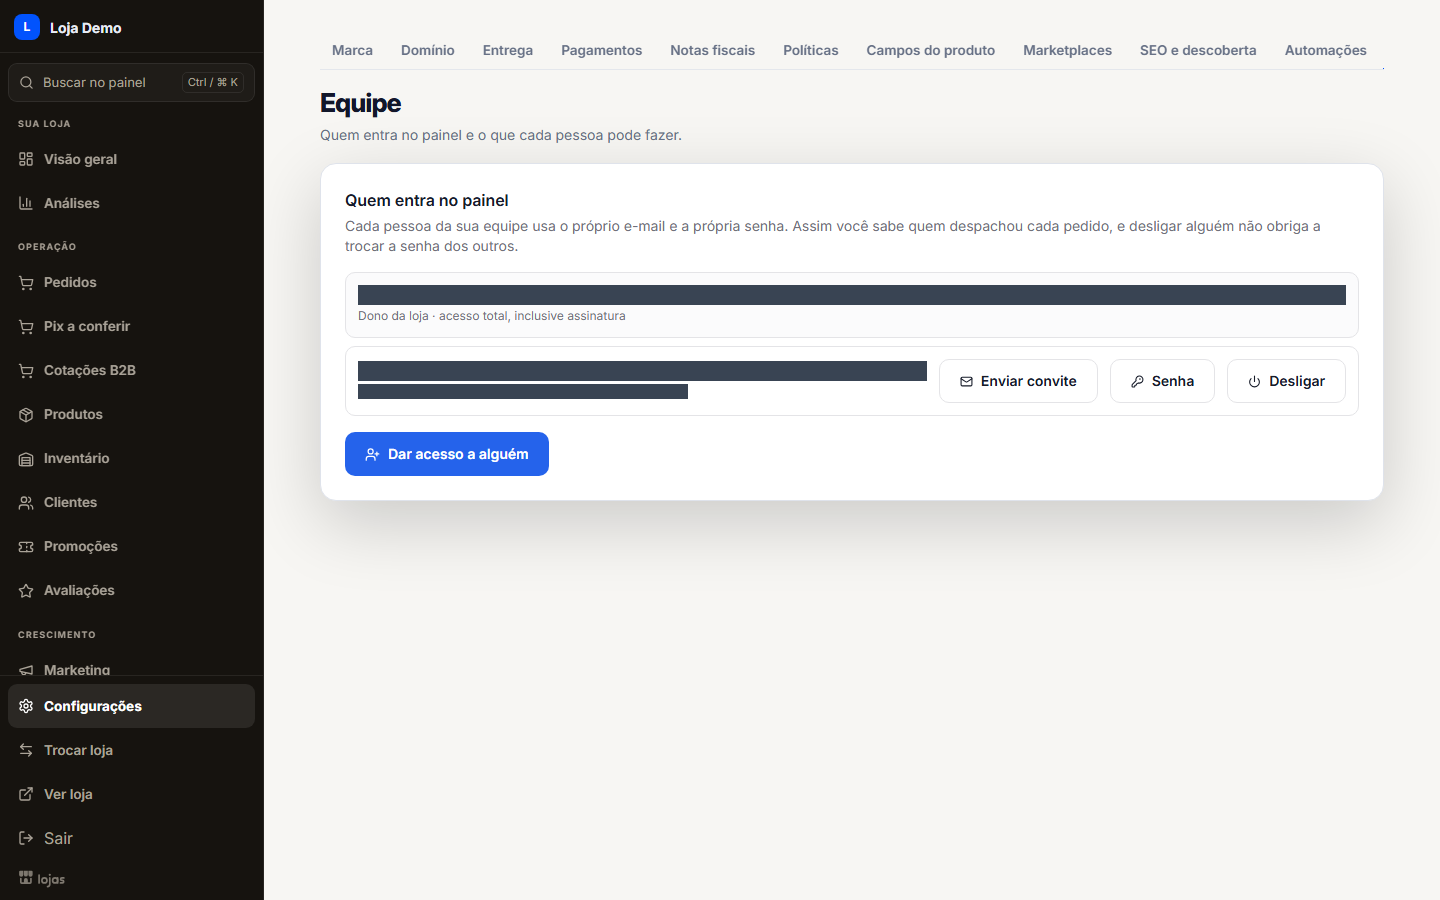 L Loja Demo
Buscar no painel Ctrl / ⌘ K
SUA LOJA
Visão geral
Análises
OPERAÇÃO
Pedidos
Pix a conferir
Cotações B2B
Produtos
Inventário
Clientes
Promoções
Avaliações
CRESCIMENTO
Marketing
Configurações
Trocar loja
Ver loja
Sair
lojas
Marca Domínio Entrega Pagamentos Notas fiscais Políticas Campos do produto Marketplaces SEO e descoberta Automações
Equipe
Quem entra no painel e o que cada pessoa pode fazer.
Quem entra no painel
Cada pessoa da sua equipe usa o próprio e-mail e a própria senha. Assim você sabe quem despachou cada pedido, e desligar alguém não obriga a
trocar a senha dos outros.
Dono da loja · acesso total, inclusive assinatura
Enviar convite Senha Desligar
Dar acesso a alguém